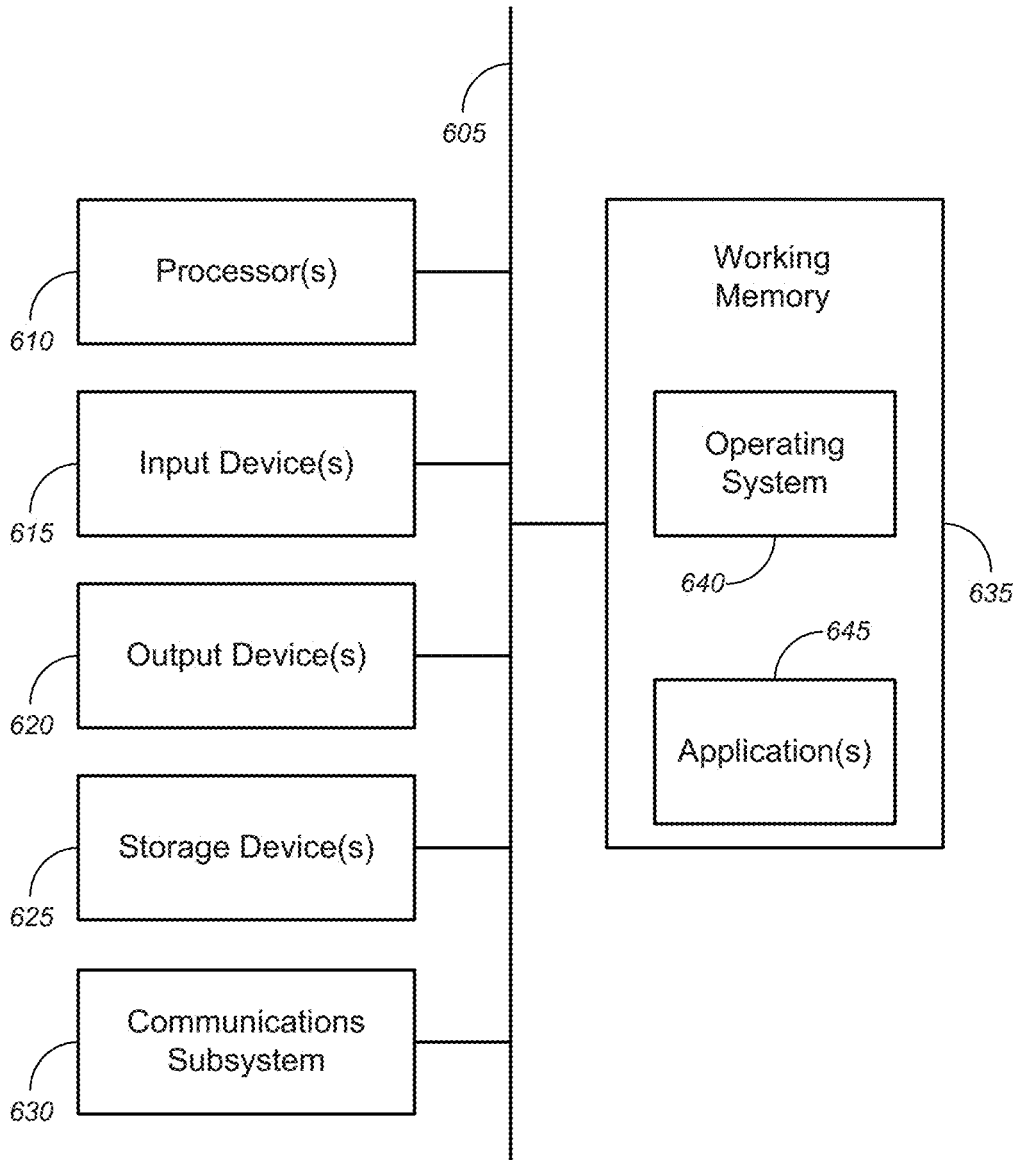 605
Processor(s)
610
Input Device(s)
615
Output Device(s)
620
Storage Device(s)
625
Communications
Subsystem
630
Working
Memory
Operating
System
640
635
645
Application(s)